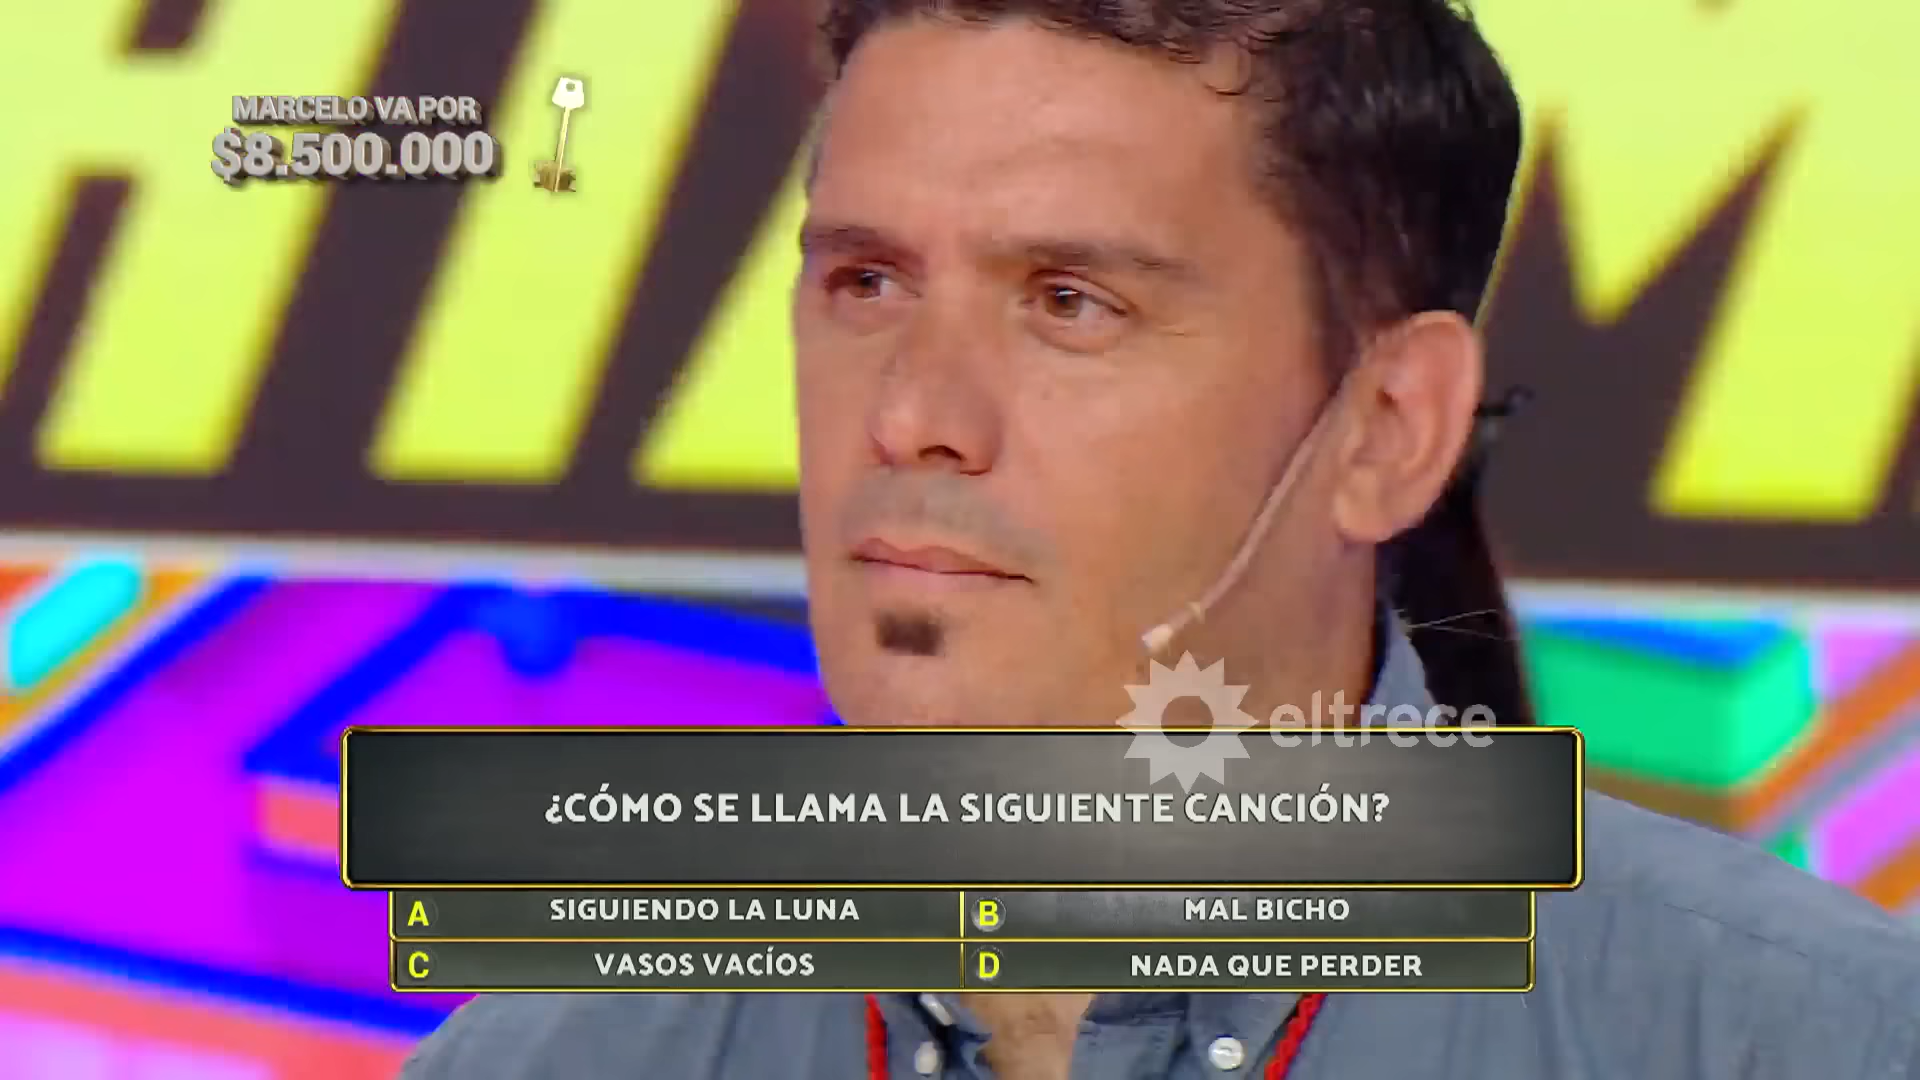 MARCELO VA POR
$8.500.000
eltrece
¿CÓMO SE LLAMA LA SIGUIENTE CANCIÓN?
A SIGUIENDO LA LUNA
B MAL BICHO
C VASOS VACÍOS
D NADA QUE PERDER